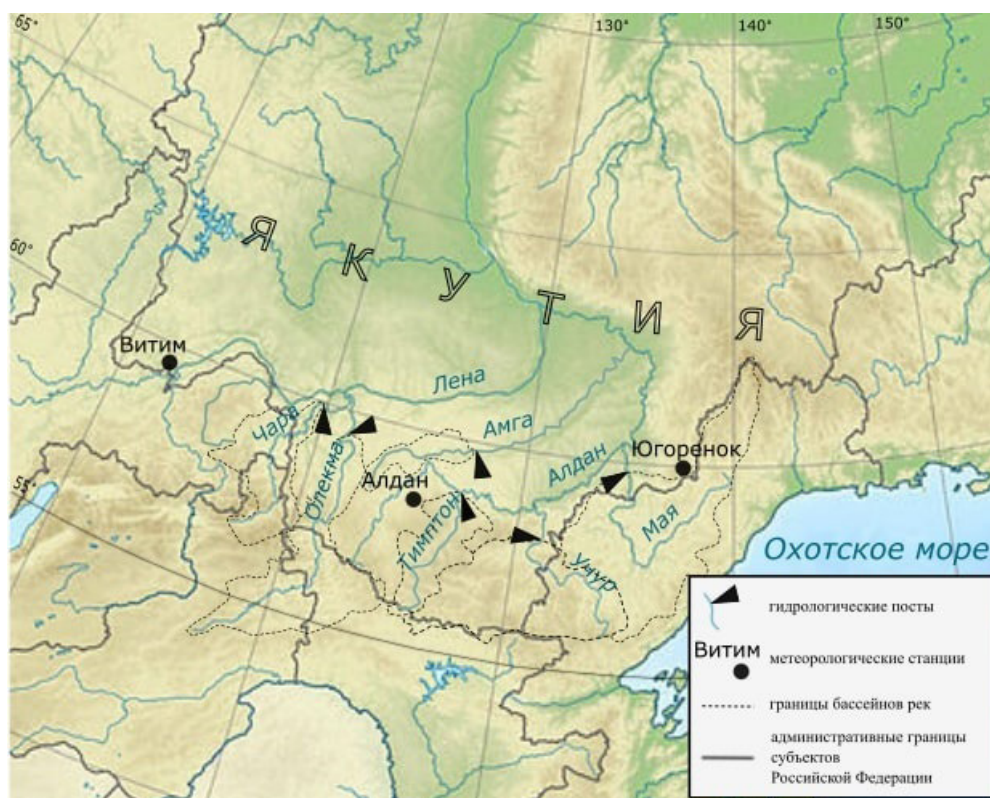 65°
130°
140°
150°
60°
ЯКУТИЯ
Витим
Лена
Чара
Амга
Олекма
Алдан
Алдан
Югоренок
55°
Тимптон
Мая
Учур
Охотское море
гидрологические посты
Витим
метеорологические станции
границы бассейнов рек
административные границы
субъектов
Российской Федерации